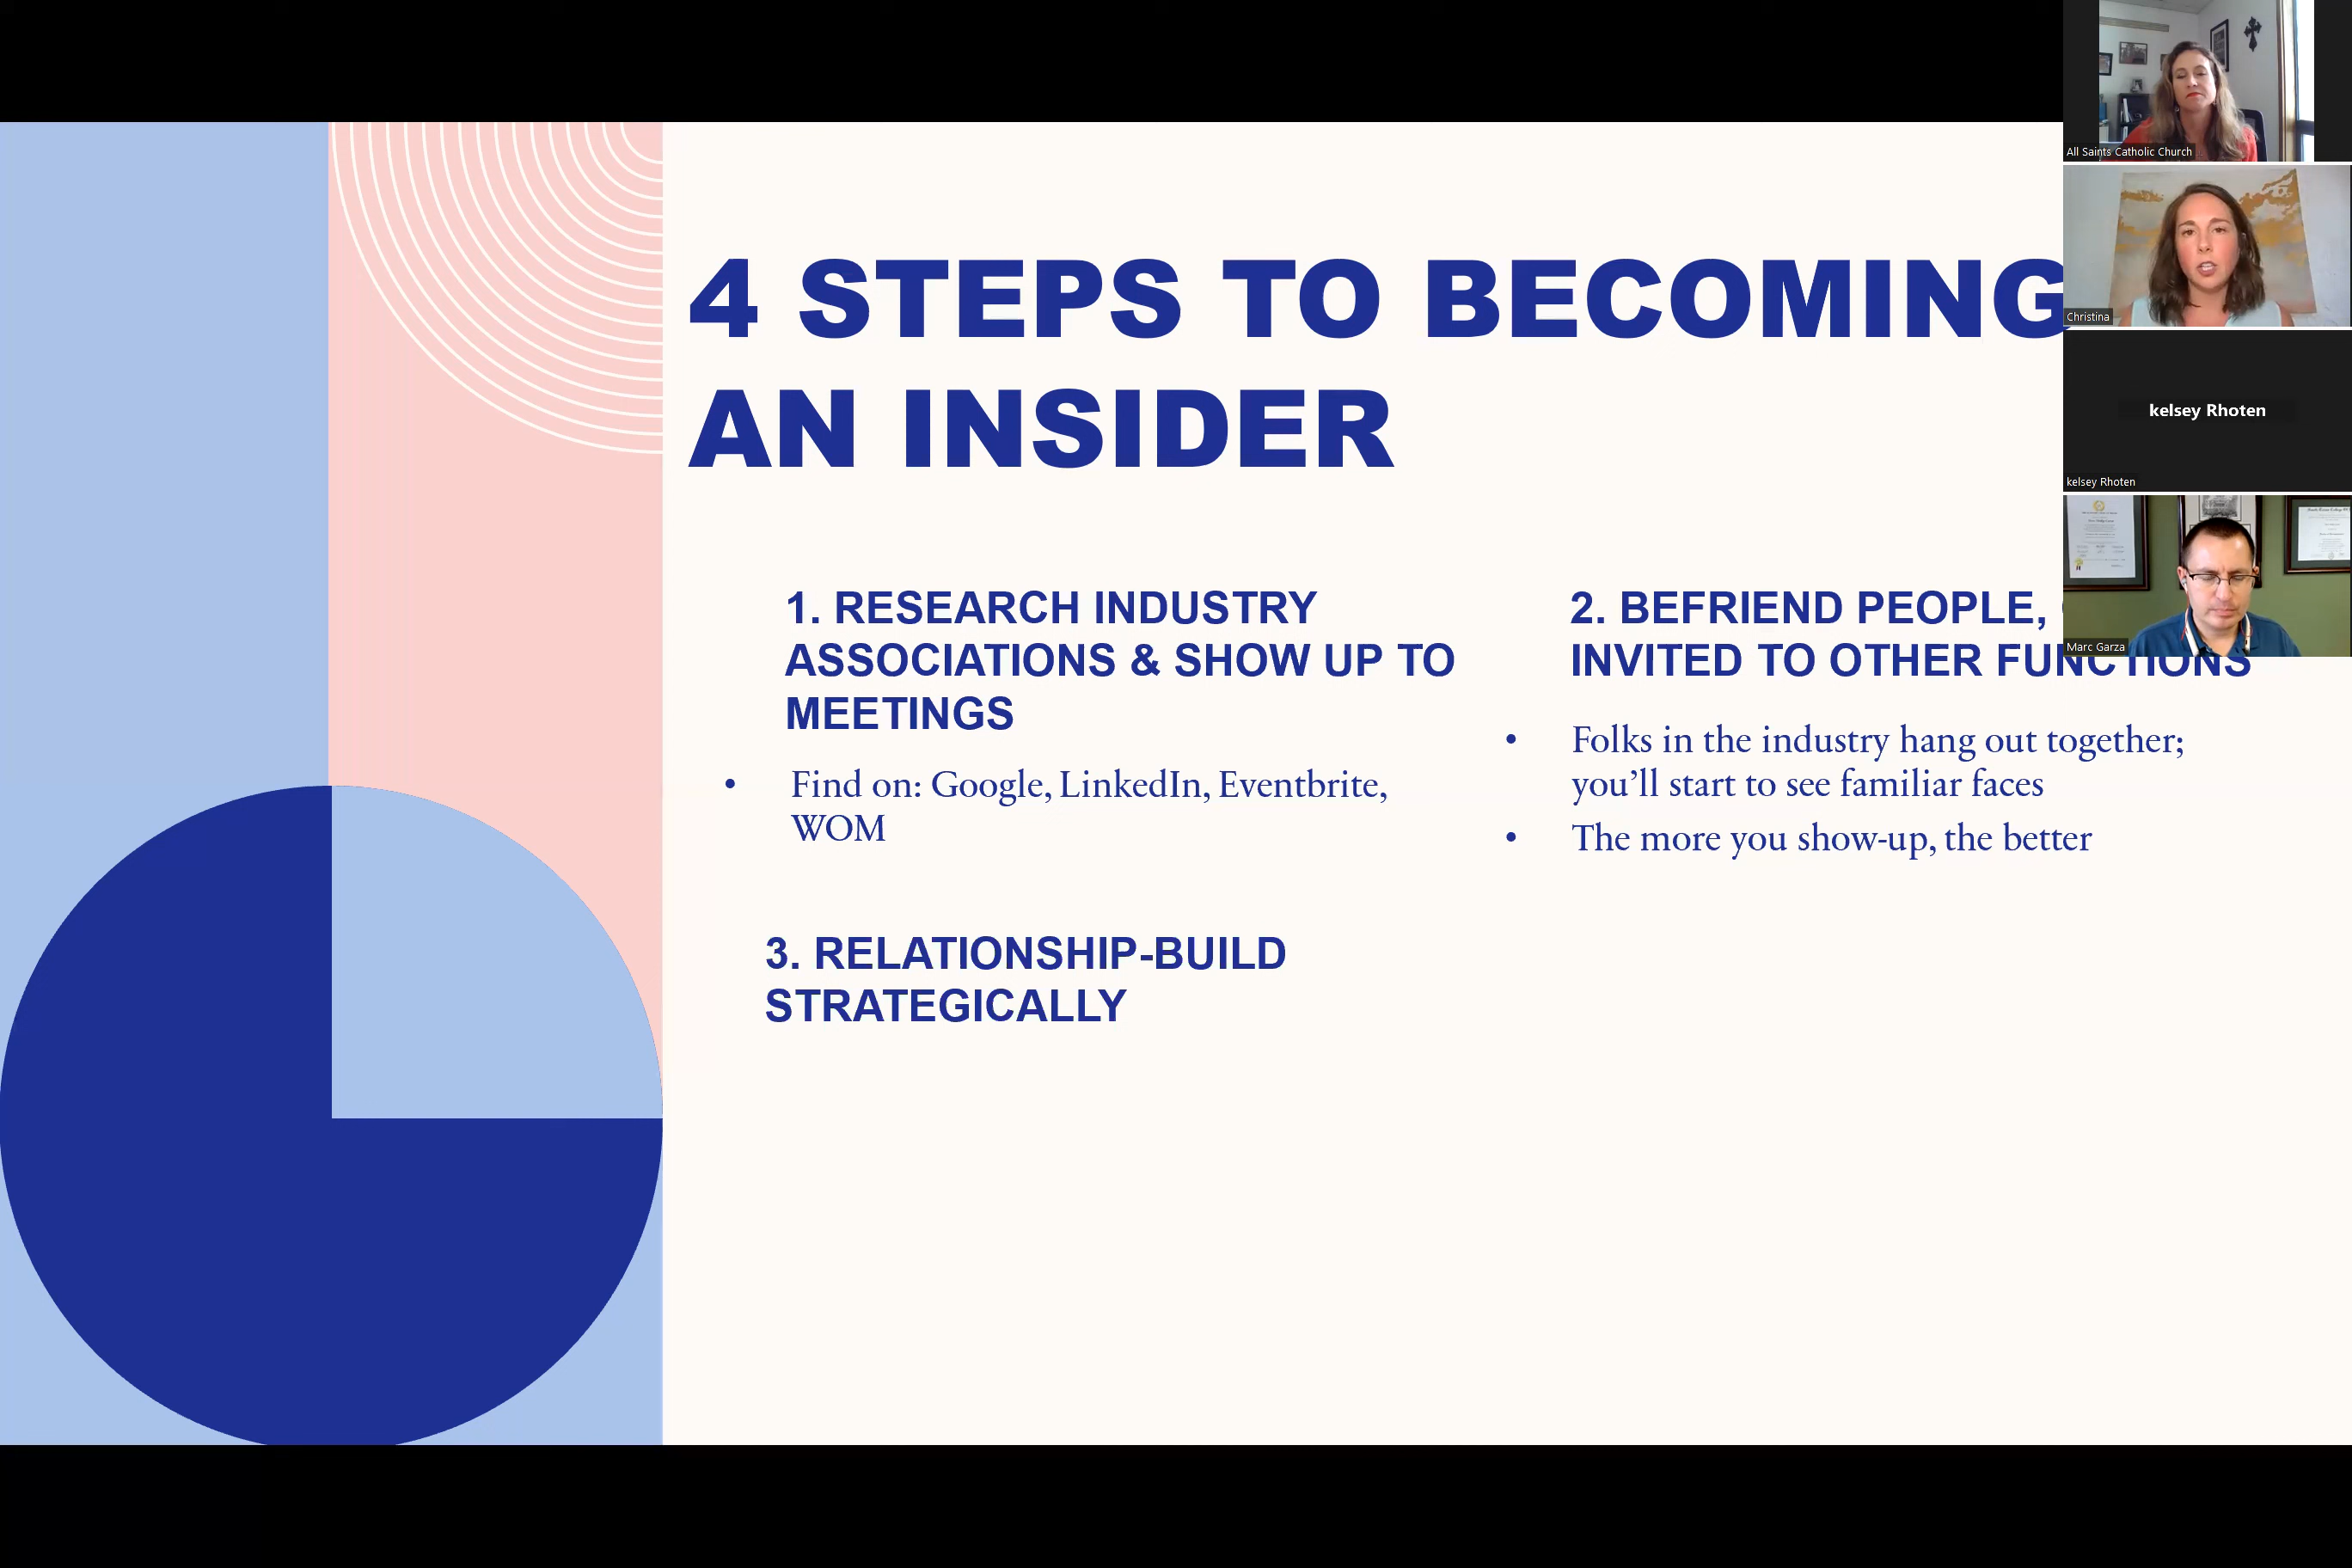 4 STEPS TO BECOMING
AN INSIDER
1. RESEARCH INDUSTRY
ASSOCIATIONS & SHOW UP TO
MEETINGS
• Find on: Google, LinkedIn, Eventbrite,
WOM
2. BEFRIEND PEOPLE,
INVITED TO OTHER FUNCTIONS
• Folks in the industry hang out together;
you’ll start to see familiar faces
• The more you show-up, the better
3. RELATIONSHIP-BUILD
STRATEGICALLY
All Saints Catholic Church
Christina
kelsey Rhoten
kelsey Rhoten
Marc Garza